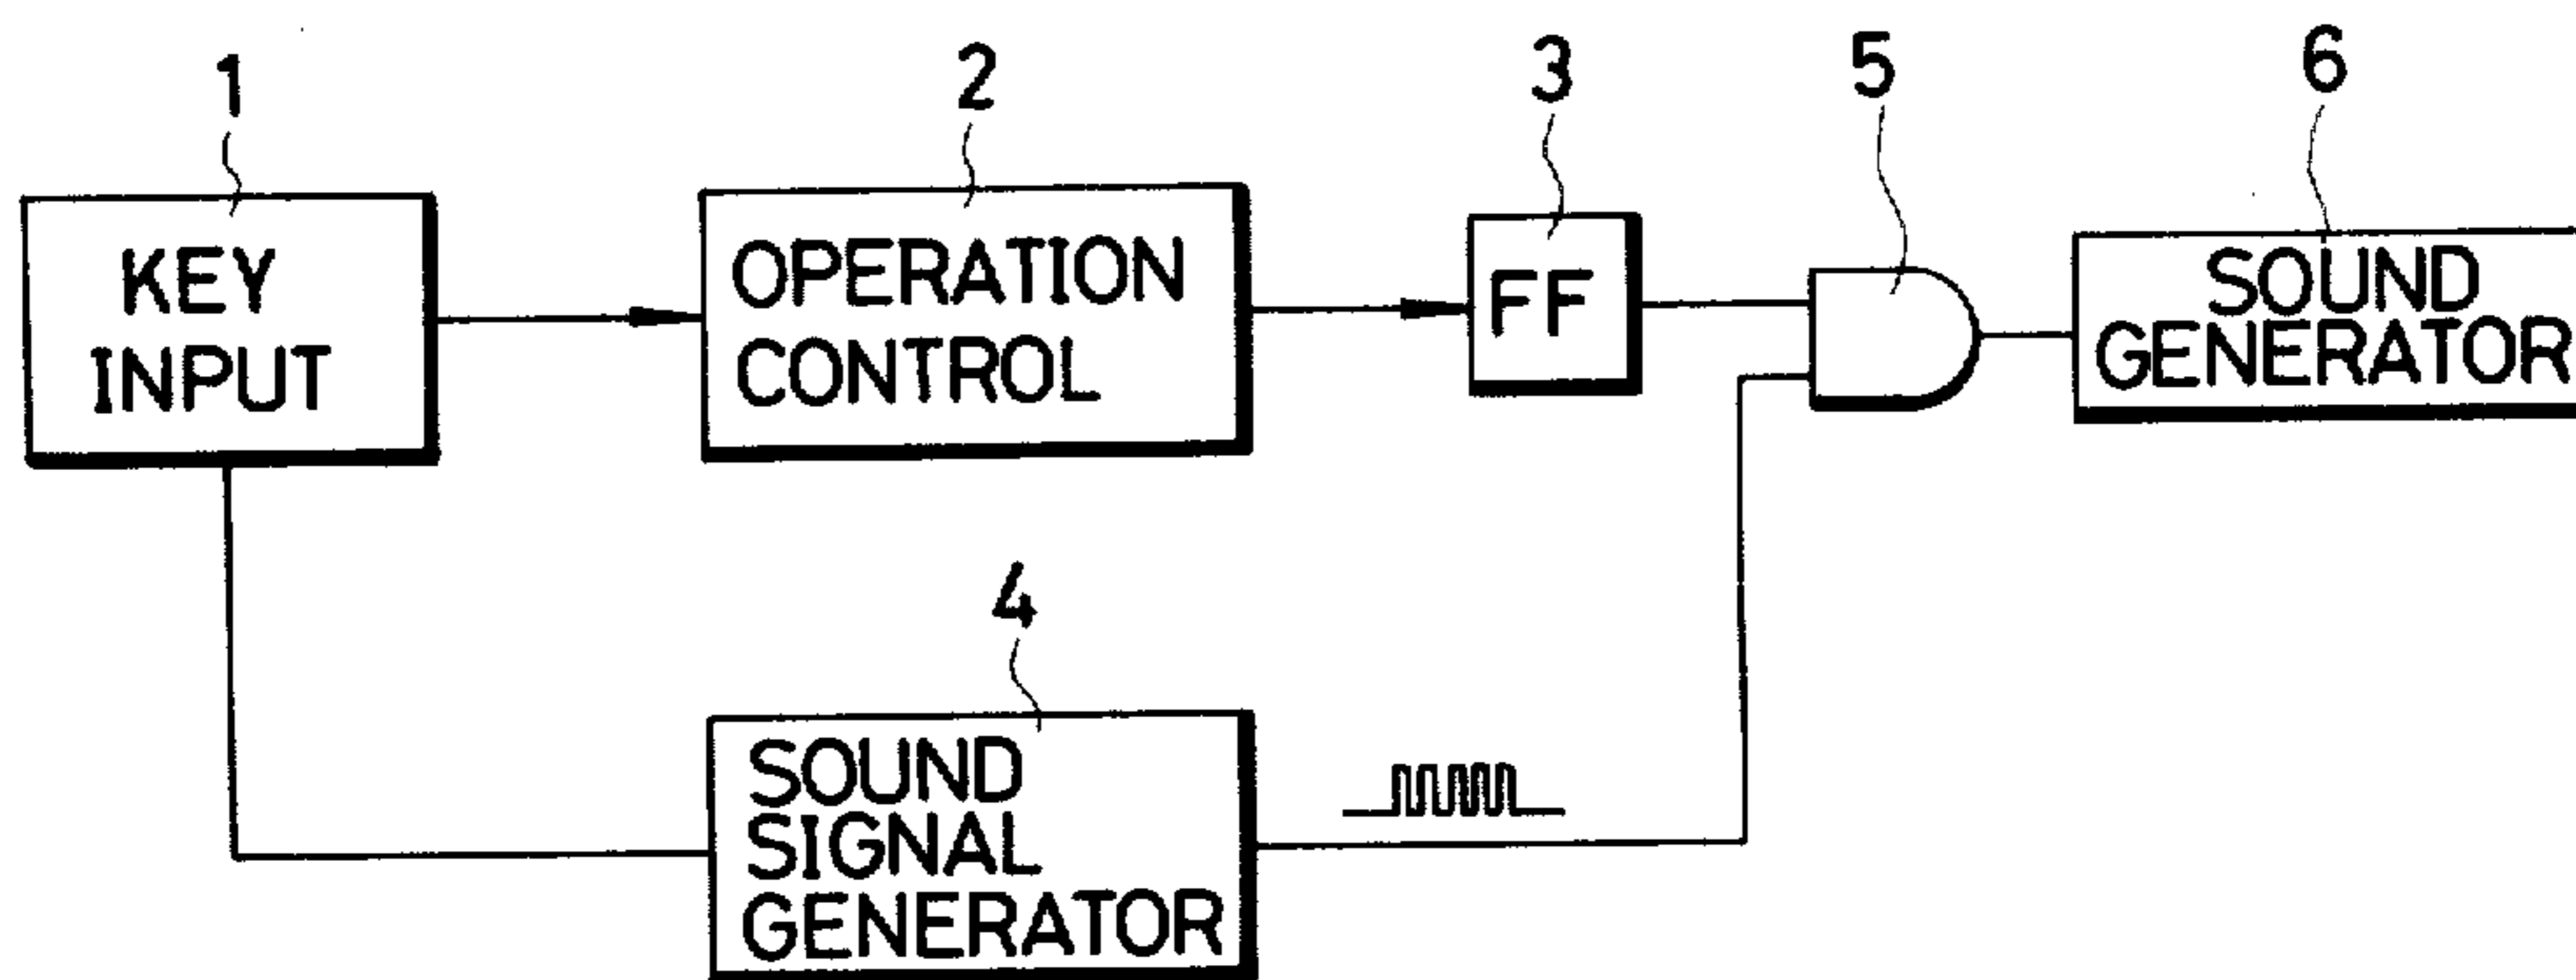 1
2
3
5
6
KEY
INPUT
OPERATION
CONTROL
FF
SOUND
GENERATOR
4
SOUND
SIGNAL
GENERATOR